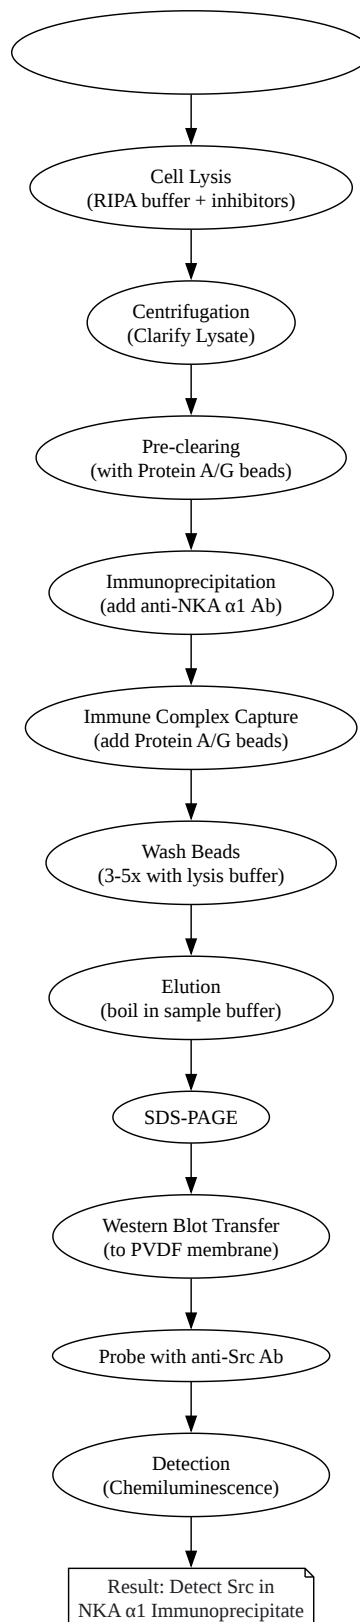 Cell Lysis
(RIPA buffer + inhibitors)
Centrifugation
(Clarify Lysate)
Pre-clearing
(with Protein A/G beads)
Immunoprecipitation
(add anti-NKA α1 Ab)
Immune Complex Capture
(add Protein A/G beads)
Wash Beads
(3-5x with lysis buffer)
Elution
(boil in sample buffer)
SDS-PAGE
Western Blot Transfer
(to PVDF membrane)
Probe with anti-Src Ab
Detection
(Chemiluminescence)
Result: Detect Src in
NKA α1 Immunoprecipitate